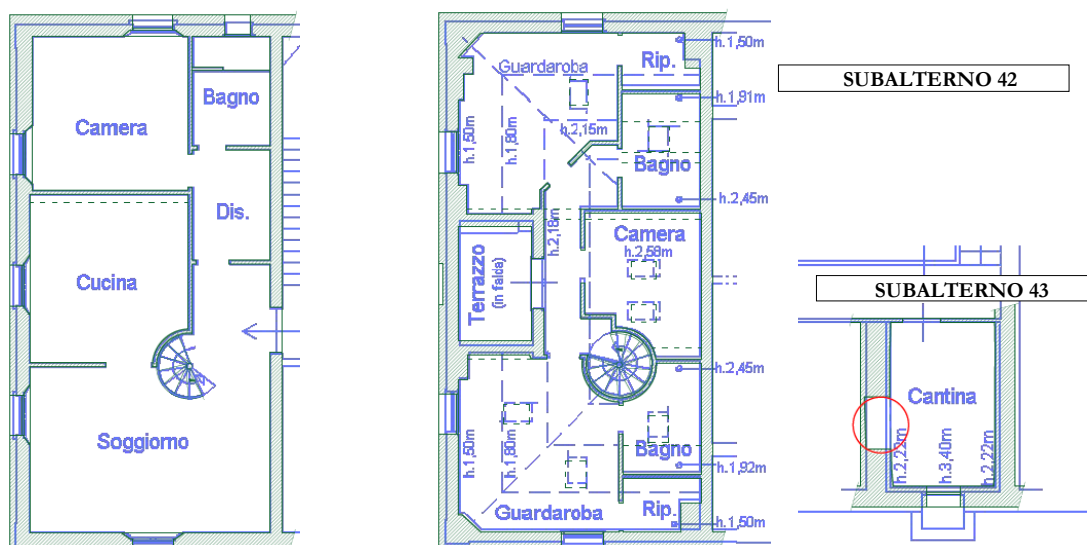 Camera
Bagno
Dis.
Cucina
Soggiorno
Guardaroba
Rip.
h.1,50m
h.1,91m
h.1,50m
h.1,80m
h.2,15m
Bagno
h.2,45m
h.2,18m
Camera
h.2,58m
Terrazzo
(in falda)
h.2,45m
h.1,50m
h.1,80m
Bagno
h.1,92m
Guardaroba
Rip.
h.1,50m
SUBALTERNO 42
SUBALTERNO 43
Cantina
h.2,22m
h.3,40m
h.2,22m